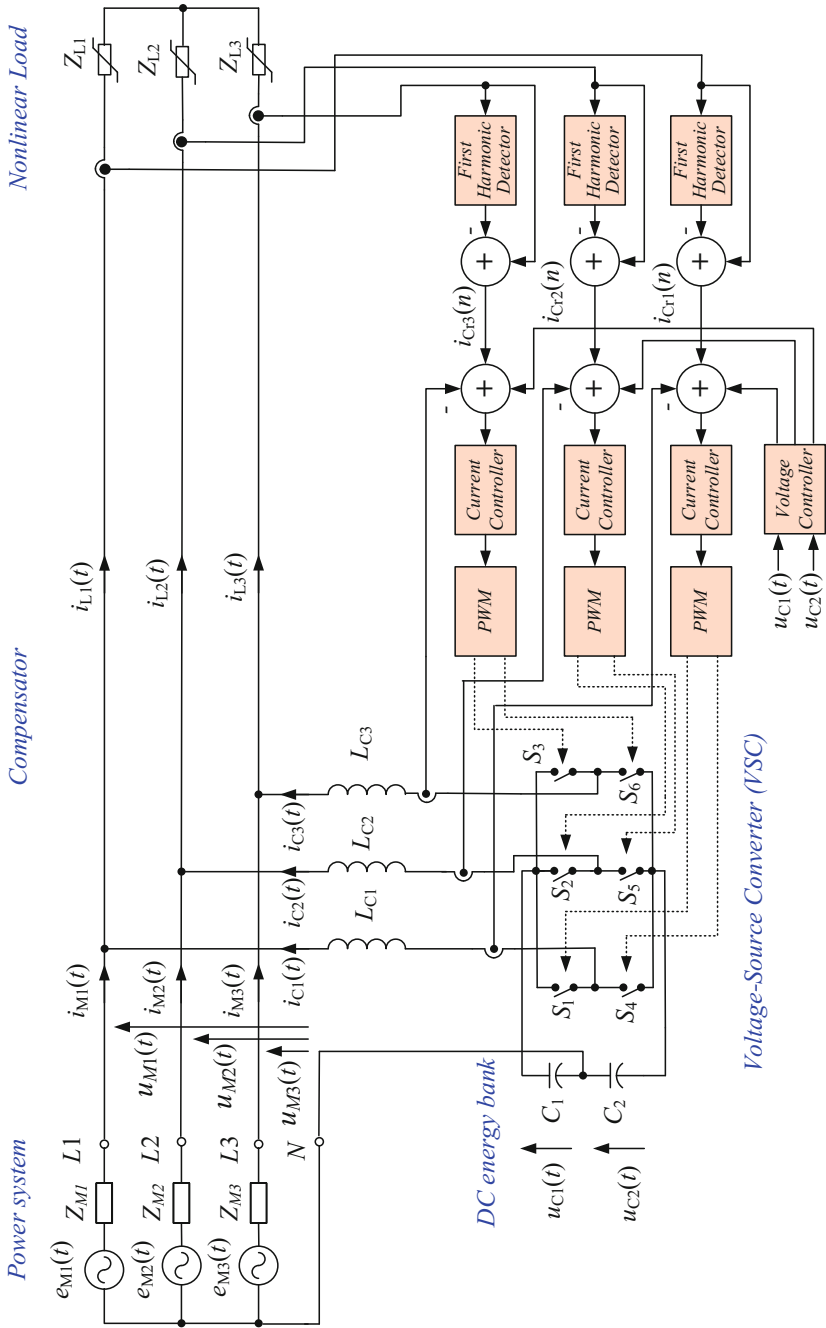 Power system
Compensator
Nonlinear Load
e_M1(t)
Z_M1
L1
i_M1(t)
i_L1(t)
Z_L1
u_M1(t)
e_M2(t)
Z_M2
L2
i_M2(t)
i_L2(t)
Z_L2
u_M2(t)
e_M3(t)
Z_M3
L3
i_M3(t)
i_L3(t)
Z_L3
u_M3(t)
N
i_C1(t)
i_C2(t)
i_C3(t)
L_C1
L_C2
L_C3
DC energy bank
u_C1(t)
u_C2(t)
C_1
C_2
S_1
S_2
S_3
S_4
S_5
S_6
Voltage-Source Converter (VSC)
PWM
Current
Controller
+
-
i_Cr3(n)
+
-
First
Harmonic
Detector
PWM
Current
Controller
+
-
i_Cr2(n)
+
-
First
Harmonic
Detector
PWM
Current
Controller
+
-
i_Cr1(n)
+
-
First
Harmonic
Detector
u_C1(t)
u_C2(t)
Voltage
Controller